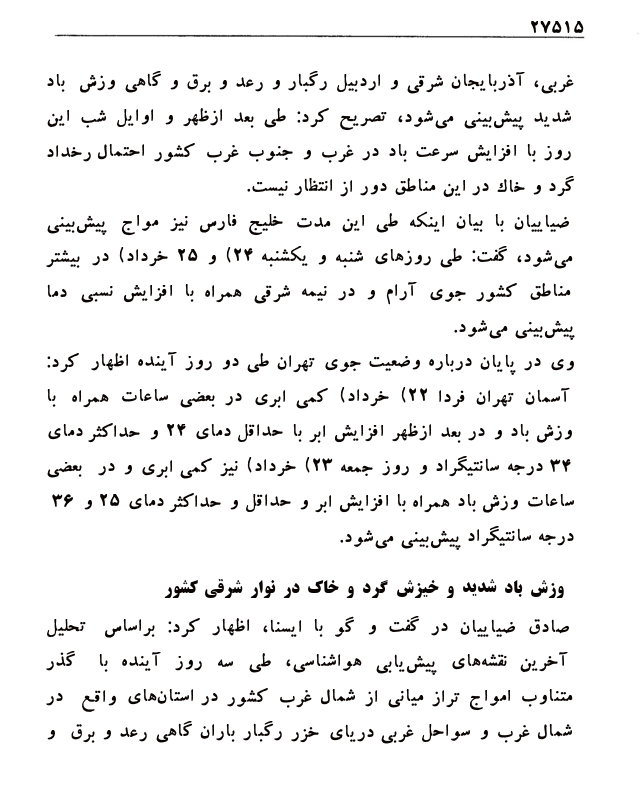 ۲۷۵۱۵
غربی، آذربایجان شرقی و اردبیل رگبار و رعد و برق و گاهی وزش باد
شدید پیش‌بینی می‌شود، تصریح کرد: طی بعد ازظهر و اوایل شب این
روز با افزایش سرعت باد در غرب و جنوب غرب کشور احتمال رخداد
گرد و خاك در این مناطق دور از انتظار نیست.
ضیاییان با بیان اینکه طی این مدت خلیج فارس نیز مواج پیش‌بینی
می‌شود، گفت: طی روزهای شنبه و یکشنبه ۲۴) و ۲۵ خرداد) در بیشتر
مناطق کشور جوی آرام و در نیمه شرقی همراه با افزایش نسبی دما
پیش‌بینی می‌شود.
وی در پایان درباره وضعیت جوی تهران طی دو روز آینده اظهار کرد:
آسمان تهران فردا ۲۲) خرداد) کمی ابری در بعضی ساعات همراه با
وزش باد و در بعد ازظهر افزایش ابر با حداقل دمای ۲۴ و حداکثر دمای
۳۴ درجه سانتیگراد و روز جمعه ۲۳) خرداد) نیز کمی ابری و در بعضی
ساعات وزش باد همراه با افزایش ابر و حداقل و حداکثر دمای ۲۵ و ۳۶
درجه سانتیگراد پیش‌بینی می‌شود.
وزش باد شدید و خیزش گرد و خاک در نوار شرقی کشور
صادق ضیاییان در گفت و گو با ایسنا، اظهار کرد: براساس تحلیل
آخرین نقشه‌های پیش‌یابی هواشناسی، طی سه روز آینده با گذر
متناوب امواج تراز میانی از شمال غرب کشور در استان‌های واقع در
شمال غرب و سواحل غربی دریای خزر رگبار باران گاهی رعد و برق و